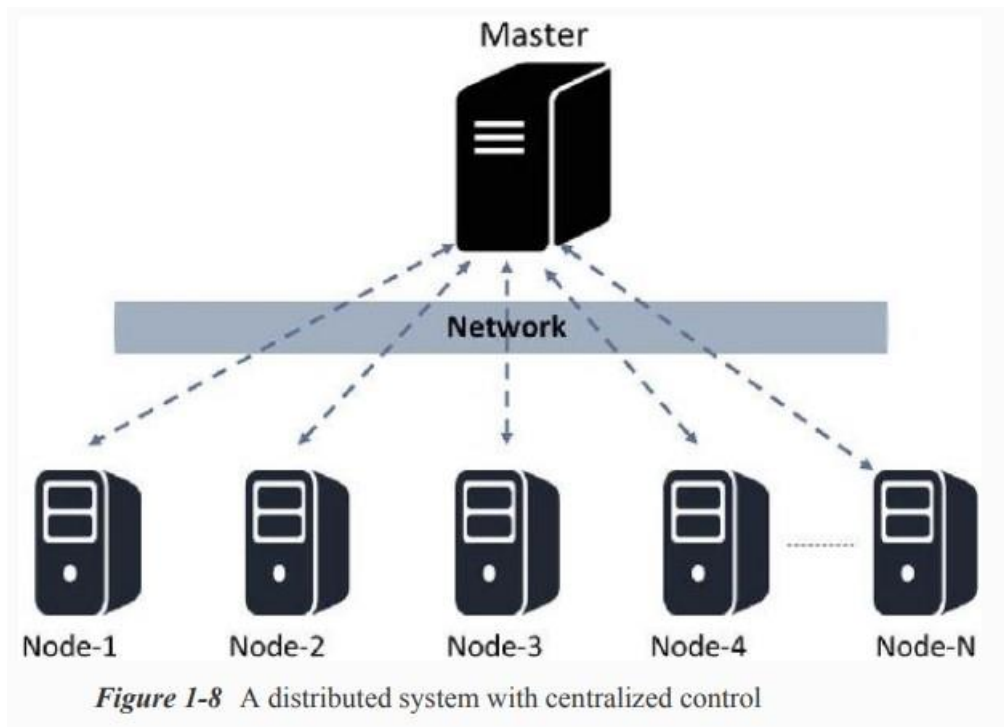 Master
Network
Node-1 Node-2 Node-3 Node-4 Node-N
Figure 1-8 A distributed system with centralized control